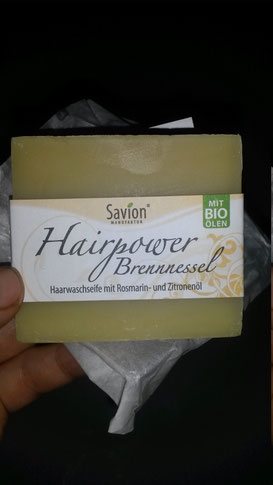 Savion®
MANUFAKTUR
MIT
BIO
ÖLEN
Hairpower
Brennnessel
Haarwaschseife mit Rosmarin- und Zitronenöl